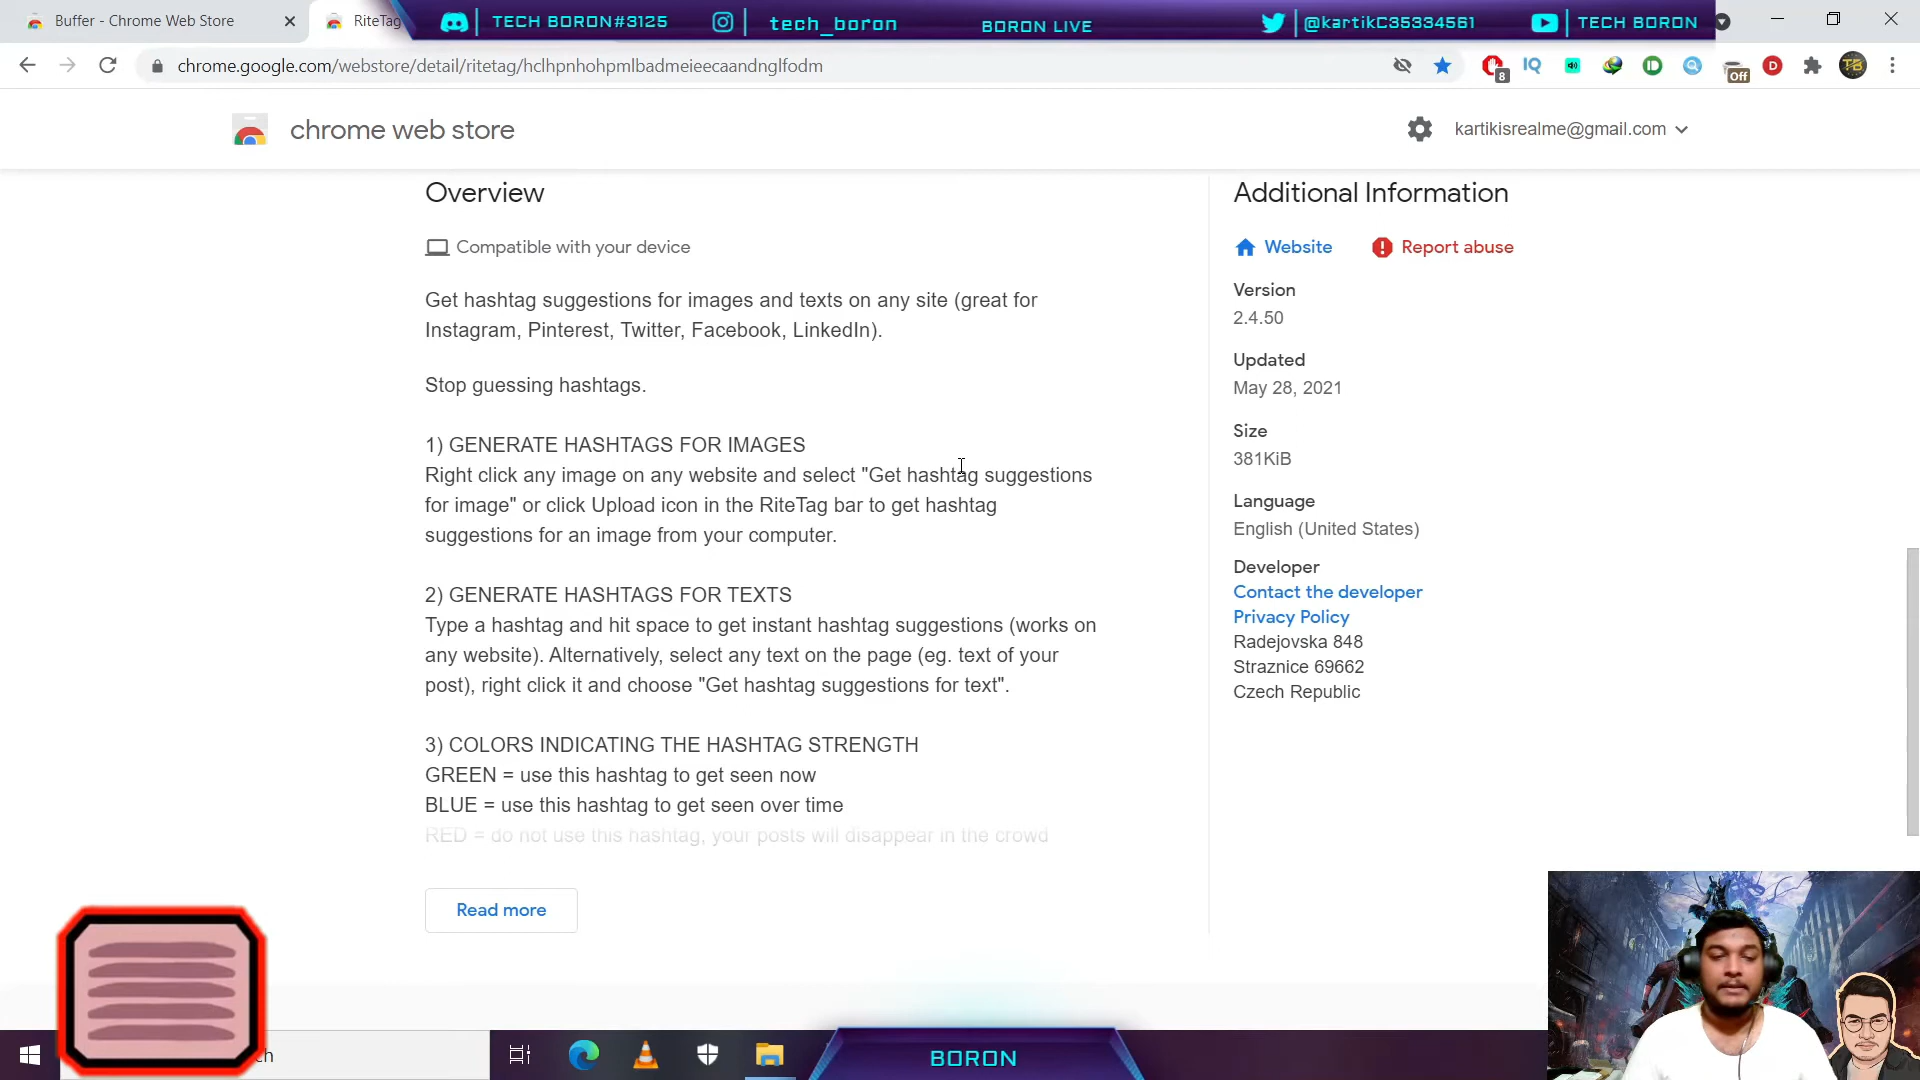 Buffer - Chrome Web Store
RiteTag
TECH BORON#3125
tech_boron
BORON LIVE
@kartikC35334561
TECH BORON
chrome.google.com/webstore/detail/ritetag/hclhpnhohpmlbadmeieecaandnglfodm
8
IQ
Off
D
TB
chrome web store
kartikisrealme@gmail.com
Overview
Compatible with your device
Get hashtag suggestions for images and texts on any site (great for
Instagram, Pinterest, Twitter, Facebook, LinkedIn).
Stop guessing hashtags.
1) GENERATE HASHTAGS FOR IMAGES
Right click any image on any website and select "Get hashtag suggestions
for image" or click Upload icon in the RiteTag bar to get hashtag
suggestions for an image from your computer.
2) GENERATE HASHTAGS FOR TEXTS
Type a hashtag and hit space to get instant hashtag suggestions (works on
any website). Alternatively, select any text on the page (eg. text of your
post), right click it and choose "Get hashtag suggestions for text".
3) COLORS INDICATING THE HASHTAG STRENGTH
GREEN = use this hashtag to get seen now
BLUE = use this hashtag to get seen over time
RED = do not use this hashtag, your posts will disappear in the crowd
Read more
Additional Information
Website
Report abuse
Version
2.4.50
Updated
May 28, 2021
Size
381KiB
Language
English (United States)
Developer
Contact the developer
Privacy Policy
Radejovska 848
Straznice 69662
Czech Republic
ch
BORON